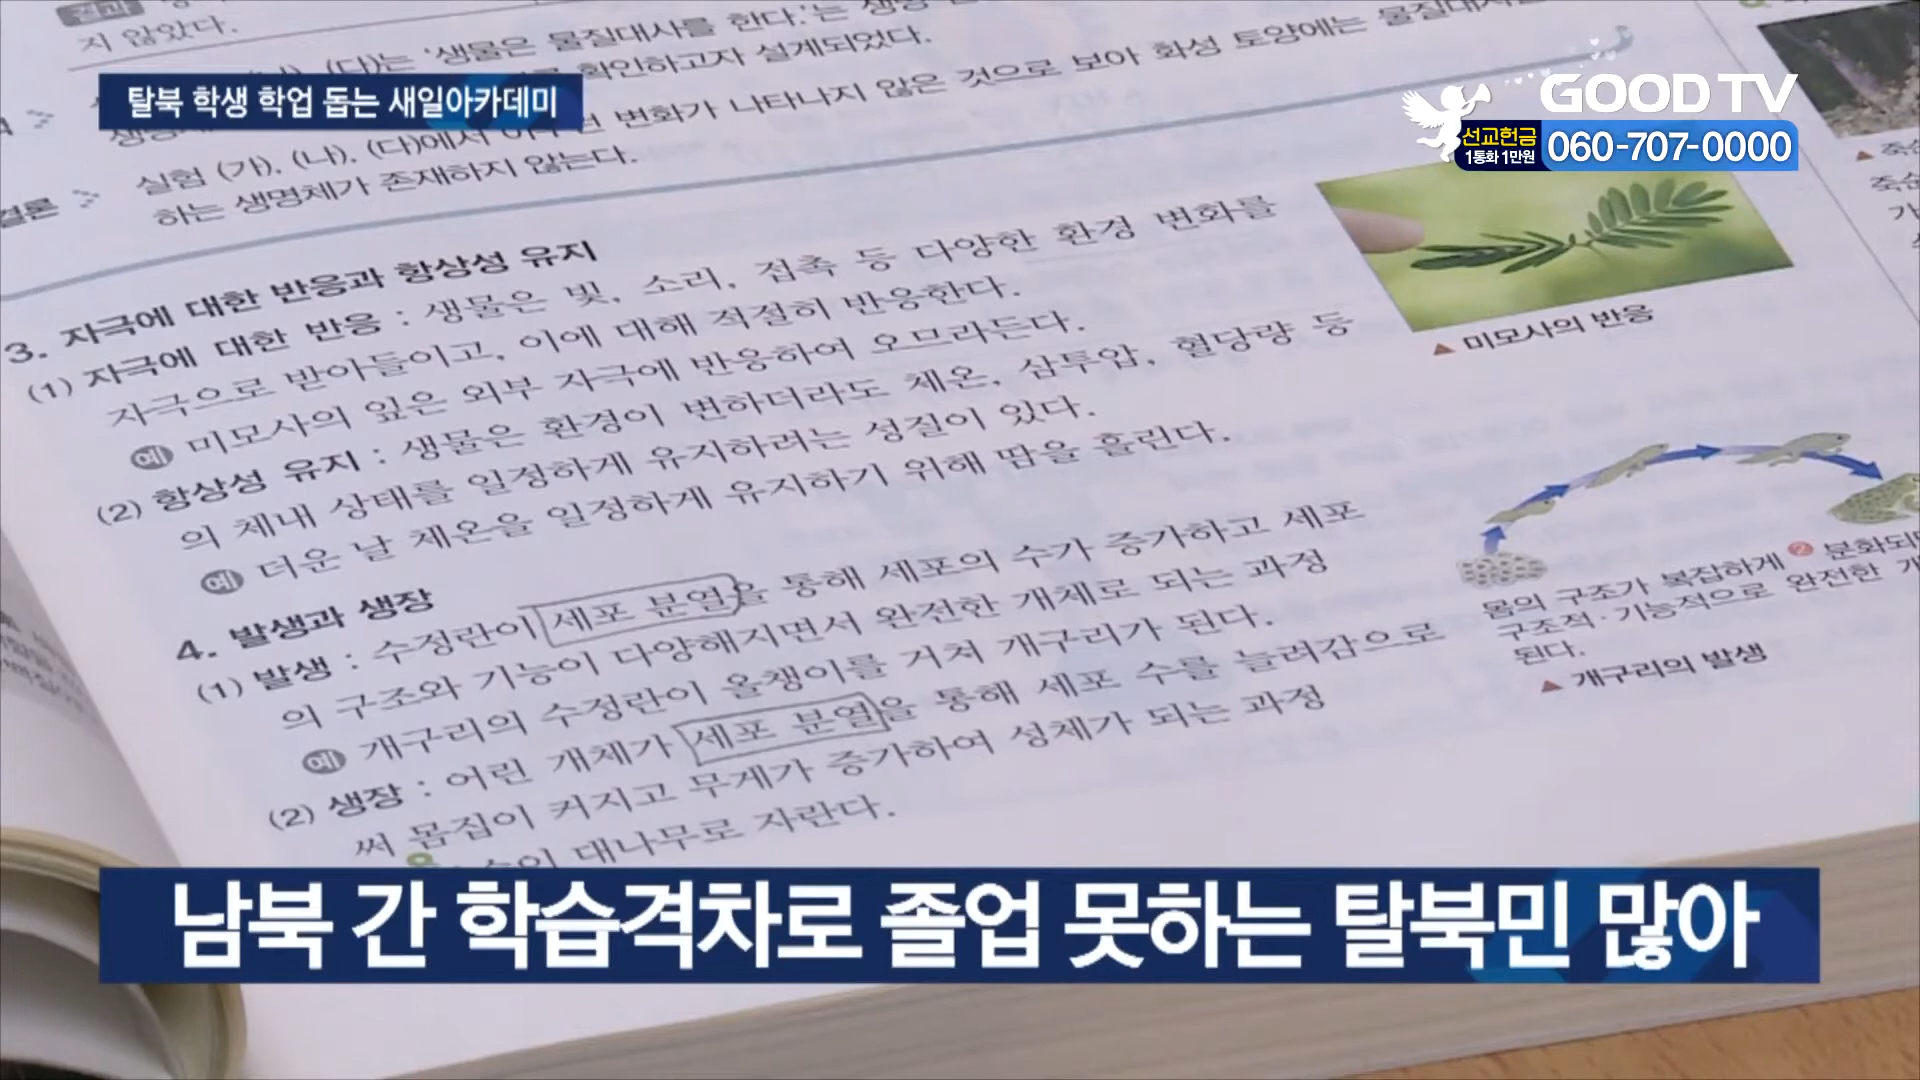 결과
지 않았다.
(다)는 '생물은 물질대사를 한다.'는 생명
확인하고자 설계되었다.
탈북 학생 학업 돕는 새일아카데미
GOOD TV
선교헌금
1통화 1만원
060-707-0000
변화가 나타나지 않은 것으로 보아 화성 토양에는 물질대사를
결론
실험 (가), (나), (다)에서
하는 생명체가 존재하지 않는다.
3. 자극에 대한 반응과 항상성 유지
(1) 자극에 대한 반응 : 생물은 빛, 소리, 접촉 등 다양한 환경 변화를
자극으로 받아들이고, 이에 대해 적절히 반응한다.
예 미모사의 잎은 외부 자극에 반응하여 오므라든다.
(2) 항상성 유지 : 생물은 환경이 변하더라도 체온, 삼투압, 혈당량 등
의 체내 상태를 일정하게 유지하려는 성질이 있다.
예 더운 날 체온을 일정하게 유지하기 위해 땀을 흘린다.
▲ 미모사의 반응
4. 발생과 생장
(1) 발생 : 수정란이 세포 분열을 통해 세포의 수가 증가하고 세포
의 구조와 기능이 다양해지면서 완전한 개체로 되는 과정
예 개구리의 수정란이 올챙이를 거쳐 개구리가 된다.
(2) 생장 : 어린 개체가 세포 분열을 통해 세포 수를 늘려감으로
써 몸집이 커지고 무게가 증가하여 성체가 되는 과정
대나무로 자란다.
몸의 구조가 복잡하게 ❷ 분화되
구조적·기능적으로 완전한 개
된다.
▲ 개구리의 발생
남북 간 학습격차로 졸업 못하는 탈북민 많아